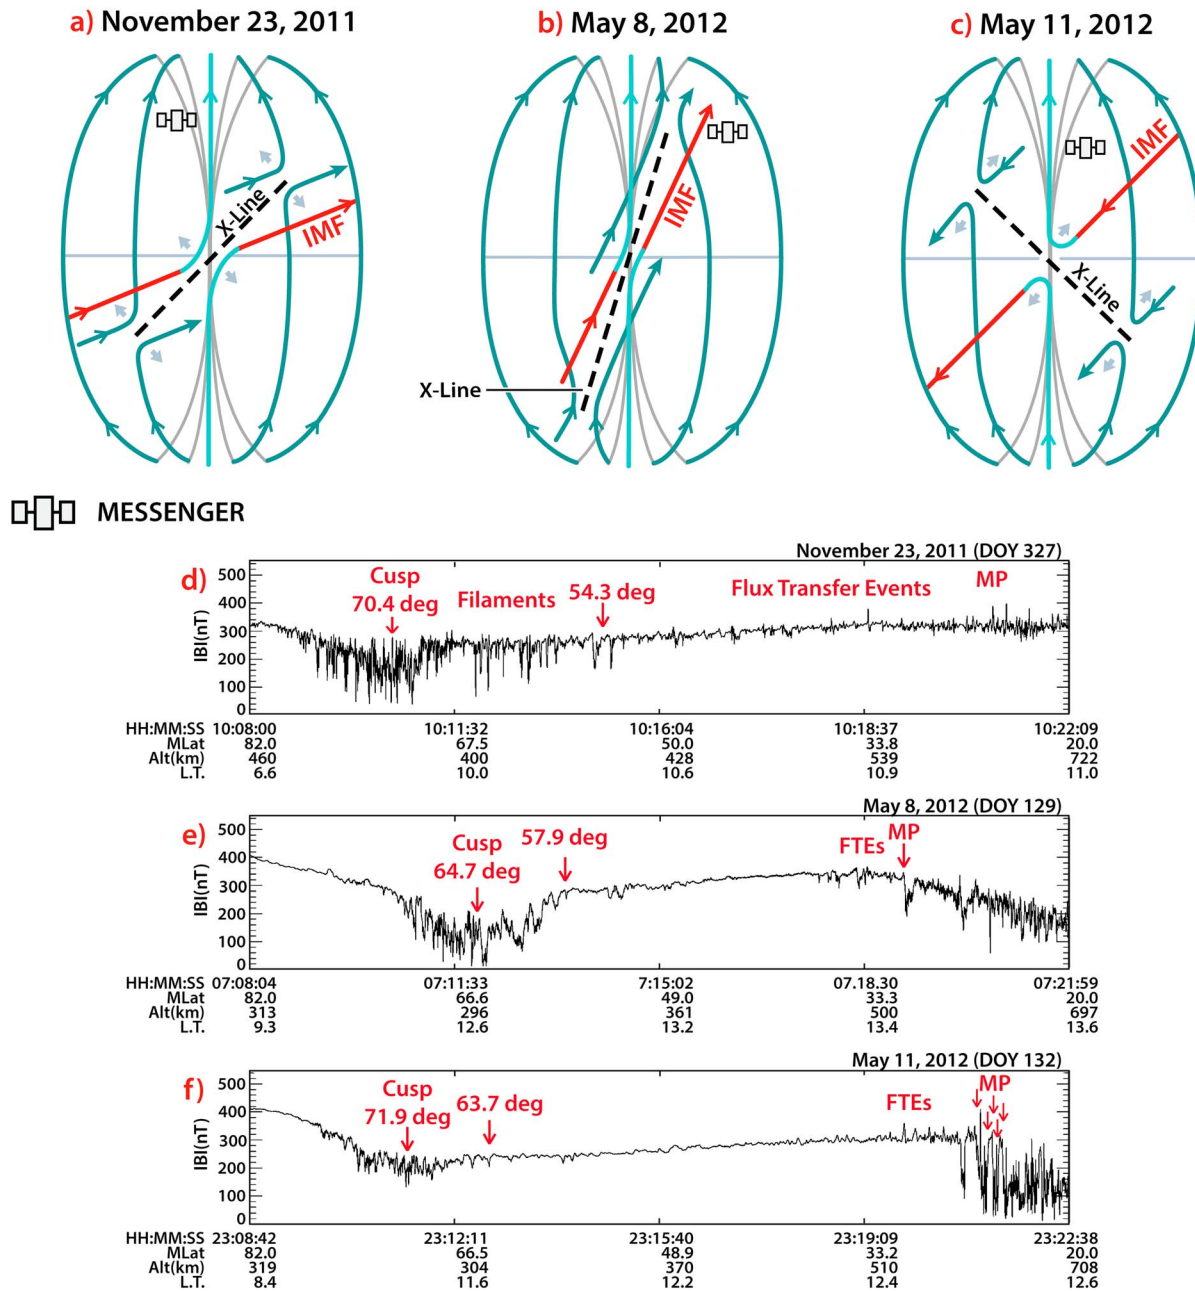 a) November 23, 2011
b) May 8, 2012
c) May 11, 2012
X-Line
IMF
IMF
X-Line
IMF
X-Line
MESSENGER
November 23, 2011 (DOY 327)
d)
Cusp
70.4 deg
Filaments
54.3 deg
Flux Transfer Events
MP
IBI(nT)
500
400
300
200
100
0
HH:MM:SS 10:08:00 10:11:32 10:16:04 10:18:37 10:22:09
MLat 82.0 67.5 50.0 33.8 20.0
Alt(km) 460 400 428 539 722
L.T. 6.6 10.0 10.6 10.9 11.0
May 8, 2012 (DOY 129)
e)
Cusp
64.7 deg
57.9 deg
FTEs
MP
IBI(nT)
500
400
300
200
100
0
HH:MM:SS 07:08:04 07:11:33 7:15:02 07.18:30 07:21:59
MLat 82.0 66.6 49.0 33.3 20.0
Alt(km) 313 296 361 500 697
L.T. 9.3 12.6 13.2 13.4 13.6
May 11, 2012 (DOY 132)
f)
Cusp
71.9 deg
63.7 deg
FTEs
MP
IBI(nT)
500
400
300
200
100
0
HH:MM:SS 23:08:42 23:12:11 23:15:40 23:19:09 23:22:38
MLat 82.0 66.5 48.9 33.2 20.0
Alt(km) 319 304 370 510 708
L.T. 8.4 11.6 12.2 12.4 12.6